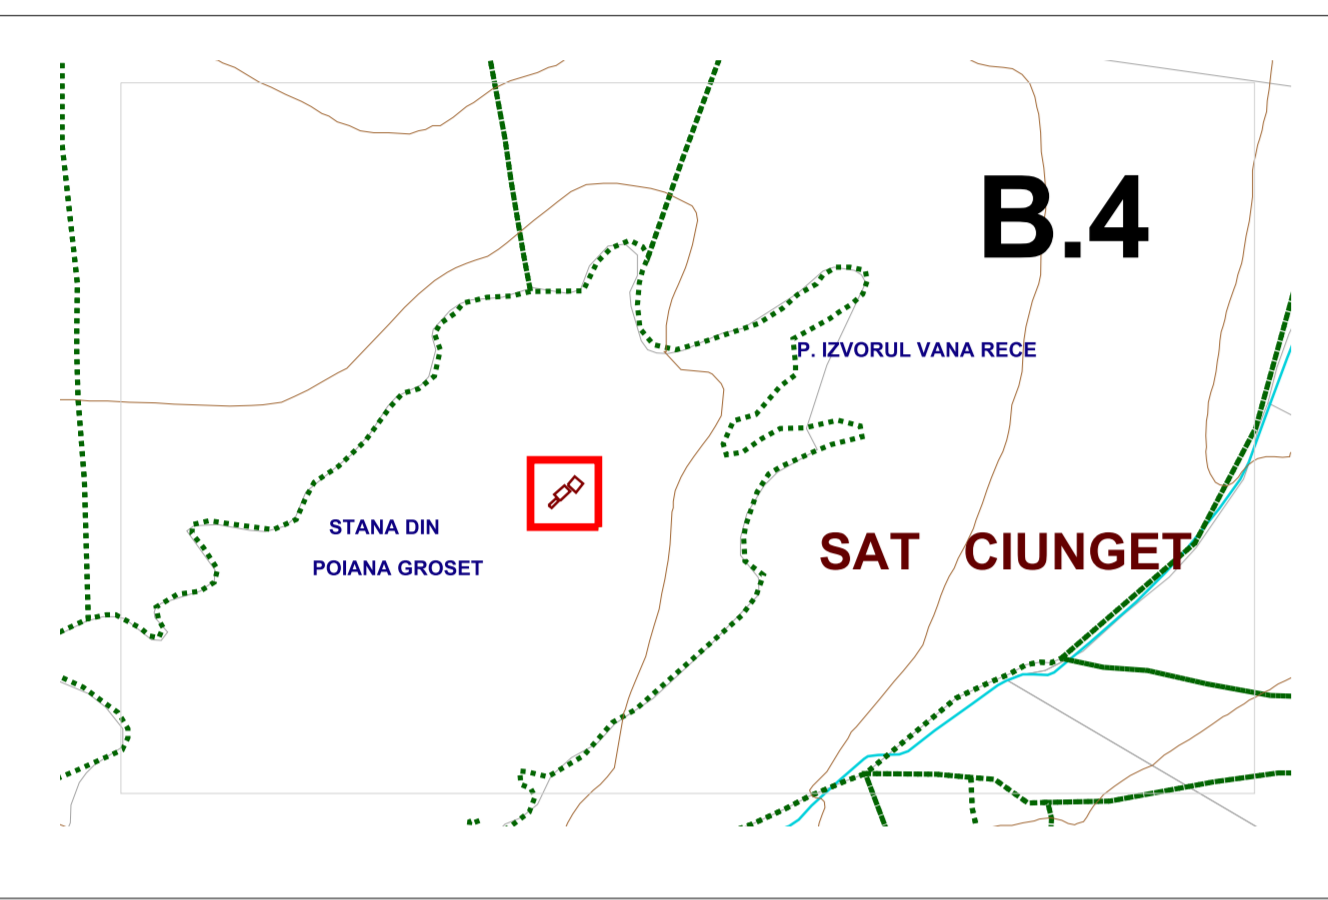 B.4
P. IZVORUL VANA RECE
STANA DIN
POIANA GROSET
SAT CIUNGET